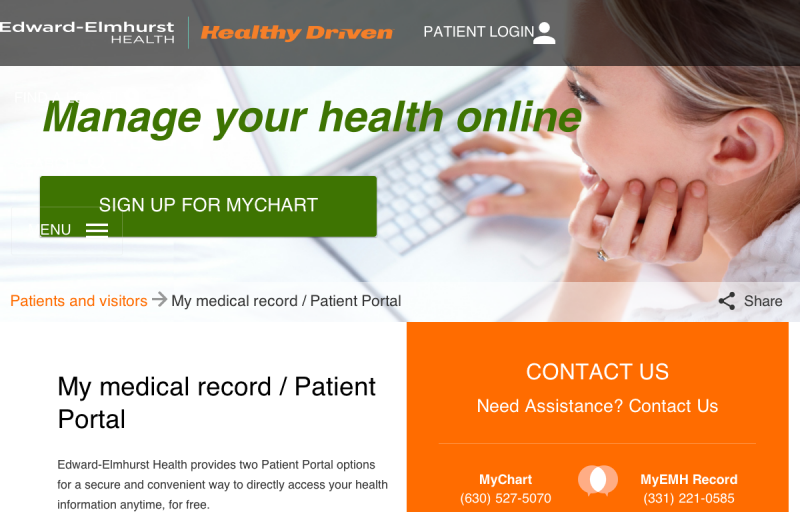 Edward-Elmhurst
HEALTH
Healthy Driven
PATIENT LOGIN
Manage your health online
SIGN UP FOR MYCHART
ENU
Patients and visitors
My medical record / Patient Portal
Share
My medical record / Patient
Portal
Edward-Elmhurst Health provides two Patient Portal options
for a secure and convenient way to directly access your health
information anytime, for free.
CONTACT US
Need Assistance? Contact Us
MyChart
(630) 527-5070
MyEMH Record
(331) 221-0585